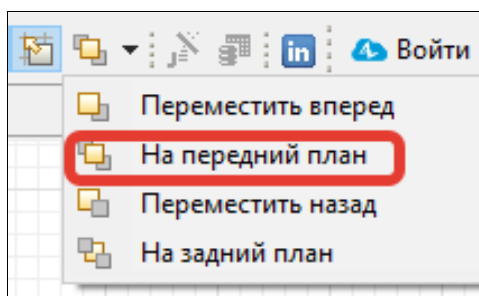 in Войти
Переместить вперед
На передний план
Переместить назад
На задний план